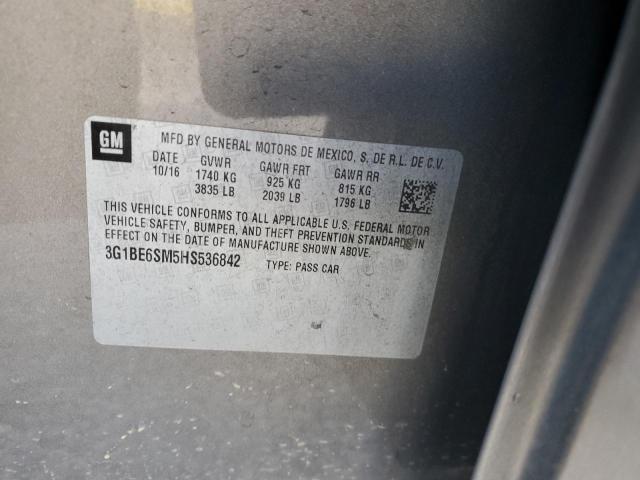 GM
MFD BY GENERAL MOTORS DE MEXICO, S. DE R.L. DE C.V.
DATE GVWR GAWR FRT GAWR RR
10/16 1740 KG 925 KG 815 KG
3835 LB 2039 LB 1796 LB
THIS VEHICLE CONFORMS TO ALL APPLICABLE U.S. FEDERAL MOTOR
VEHICLE SAFETY, BUMPER, AND THEFT PREVENTION STANDARDS IN
EFFECT ON THE DATE OF MANUFACTURE SHOWN ABOVE.
3G1BE6SM5HS536842 TYPE: PASS CAR